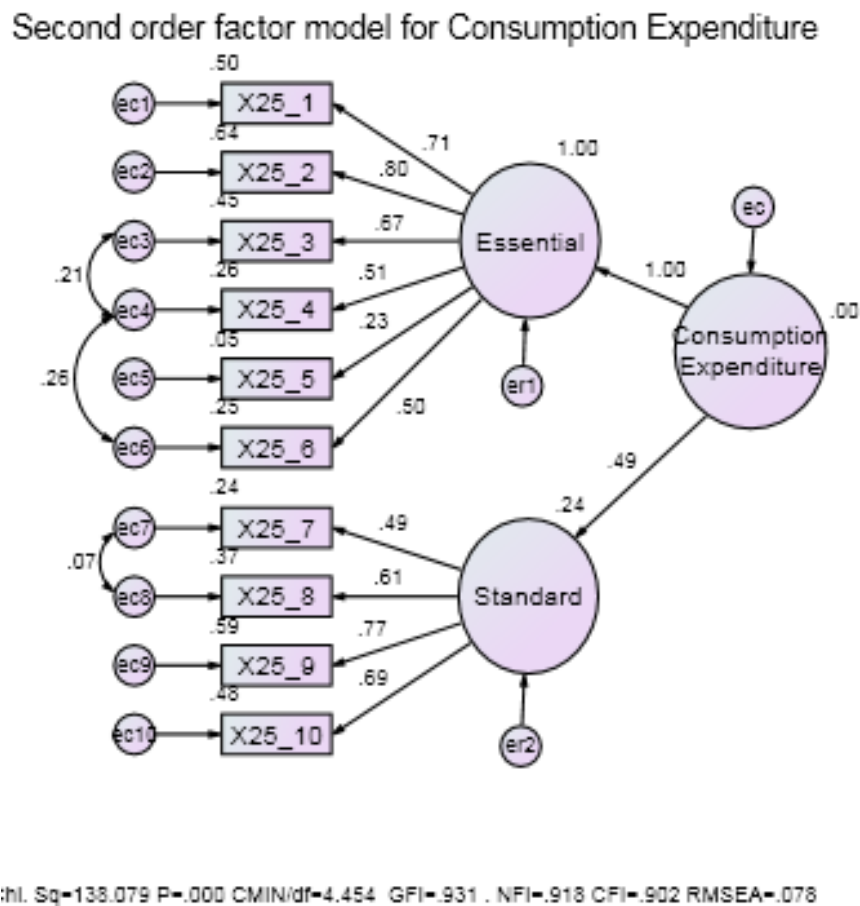 Second order factor model for Consumption Expenditure
.50
ec1 X25_1
.71
1.00
.64
ec2 X25_2
.80
.45
ec3 X25_3
.67
Essential
ec
.21
.26
ec4 X25_4
.51
1.00
.23
.05
.00
Consumption
Expenditure
.26
ec5 X25_5
er1
.25
.50
ec6 X25_6
.49
.24
.24
ec7 X25_7
.49
.07
.37
ec8 X25_8
.61
Standard
.59
ec9 X25_9
.77
.69
.48
ec10 X25_10
er2
hi. Sq=138.079 P=.000 CMIN/df=4.454 GFI=.931 . NFI=.918 CFI=.902 RMSEA=.078